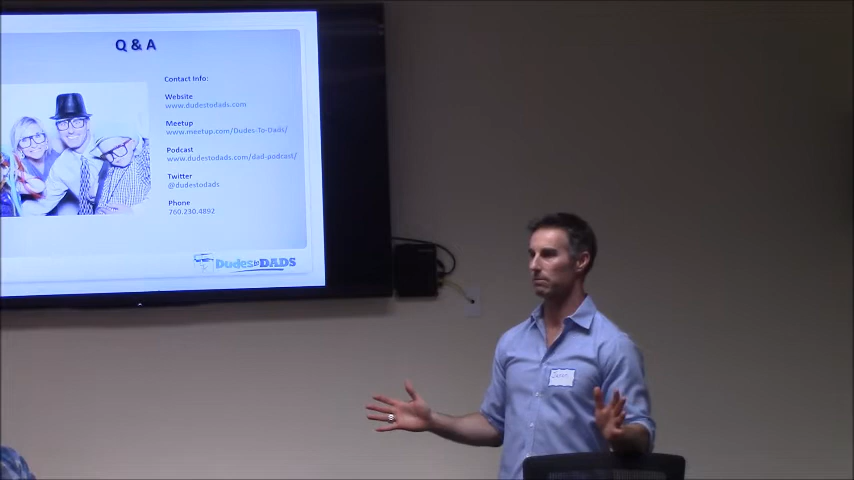 Q & A
Contact Info:
Website
www.dudestodads.com
Meetup
www.meetup.com/Dudes-To-Dads/
Podcast
www.dudestodads.com/dad-podcast/
Twitter
@dudestodads
Phone
760.230.4892
Dudes to DADS